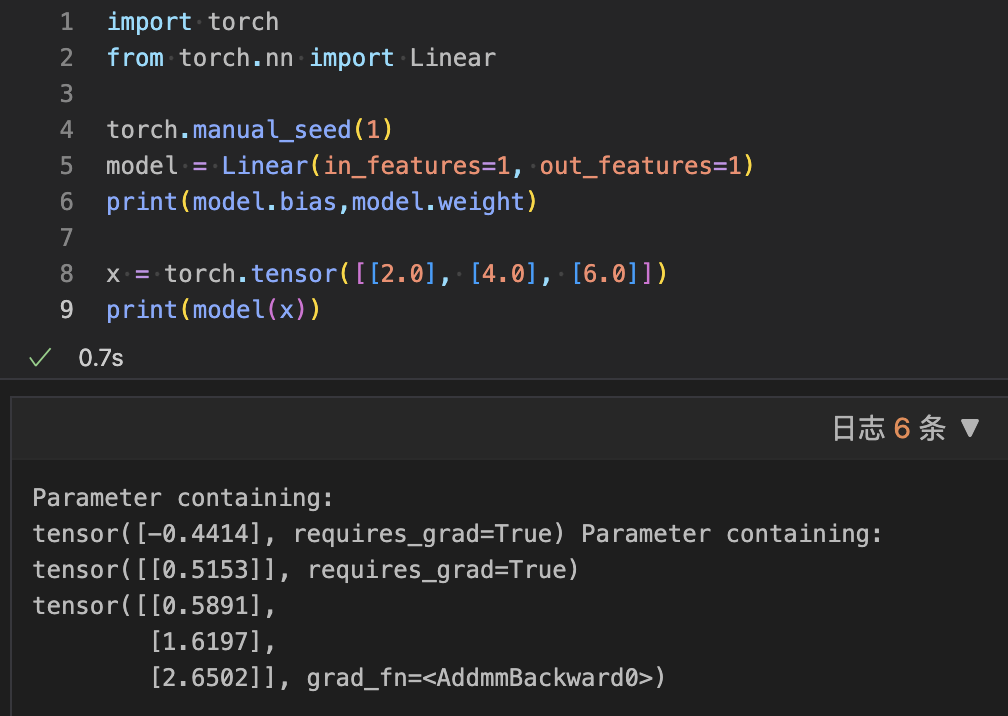 1 import torch
2 from torch.nn import Linear
3
4 torch.manual_seed(1)
5 model = Linear(in_features=1, out_features=1)
6 print(model.bias,model.weight)
7
8 x = torch.tensor([[2.0], [4.0], [6.0]])
9 print(model(x))
✓ 0.7s
日志 6 条 ▼
Parameter containing:
tensor([-0.4414], requires_grad=True) Parameter containing:
tensor([[0.5153]], requires_grad=True)
tensor([[0.5891],
        [1.6197],
        [2.6502]], grad_fn=<AddmmBackward0>)